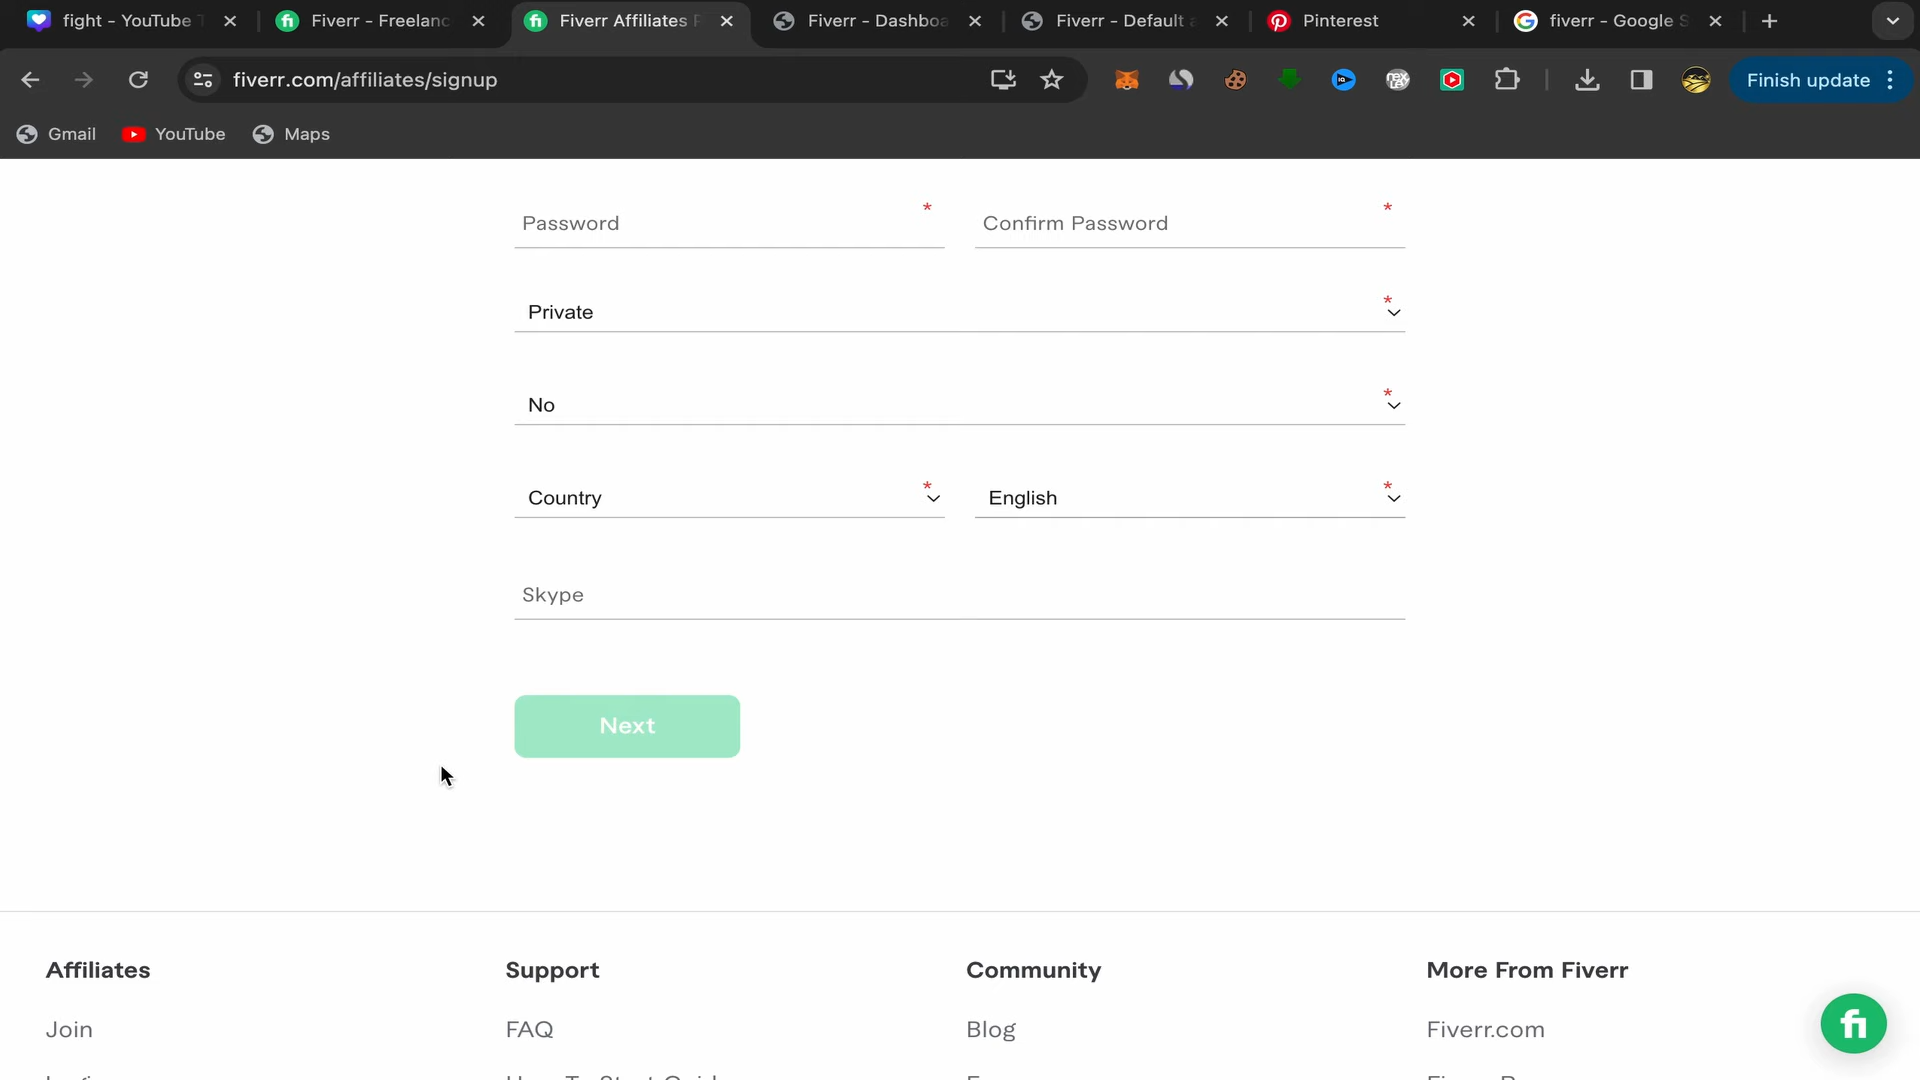 fight - YouTube
Fiverr - Freelanc
Fiverr Affiliates
Fiverr - Dashboa
Fiverr - Default
Pinterest
fiverr - Google
fiverr.com/affiliates/signup
Finish update
Gmail
YouTube
Maps
Password *
Confirm Password *
Private *
No *
Country *
English *
Skype
Next
Affiliates
Support
Community
More From Fiverr
Join
FAQ
Blog
Fiverr.com
fi